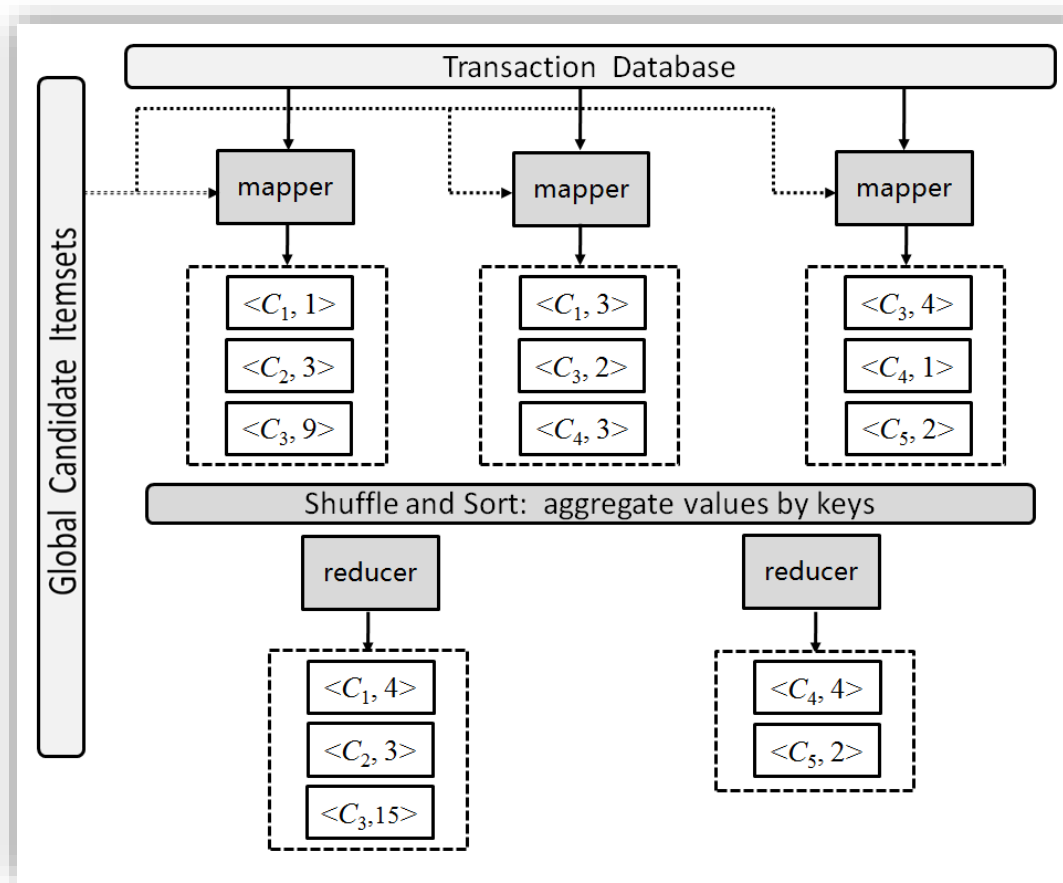 Transaction Database
Global Candidate Itemsets
mapper
mapper
mapper
<C₁, 1>
<C₂, 3>
<C₃, 9>
<C₁, 3>
<C₃, 2>
<C₄, 3>
<C₃, 4>
<C₄, 1>
<C₅, 2>
Shuffle and Sort: aggregate values by keys
reducer
reducer
<C₁, 4>
<C₂, 3>
<C₃,15>
<C₄, 4>
<C₅, 2>